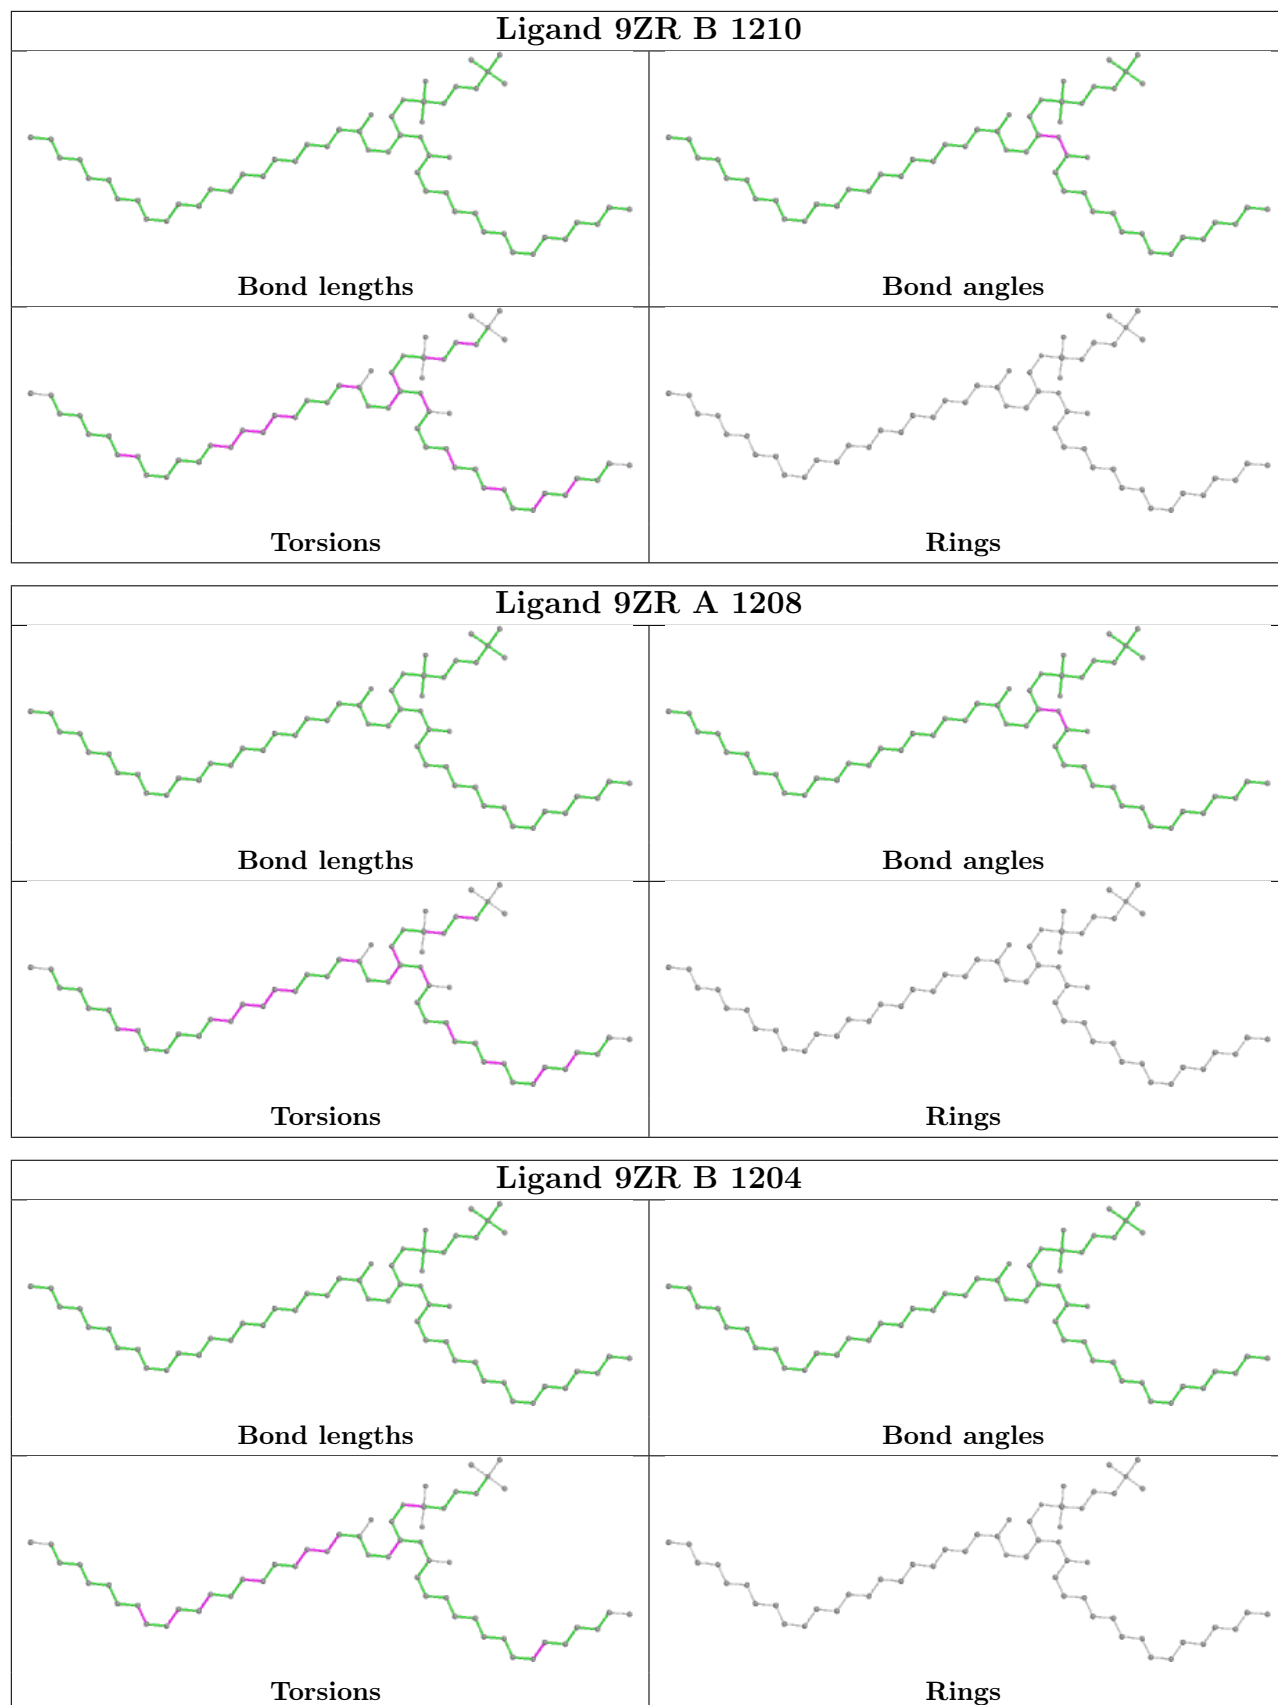 Ligand 9ZR B 1210
Bond lengths
Bond angles
Torsions
Rings
Ligand 9ZR A 1208
Bond lengths
Bond angles
Torsions
Rings
Ligand 9ZR B 1204
Bond lengths
Bond angles
Torsions
Rings